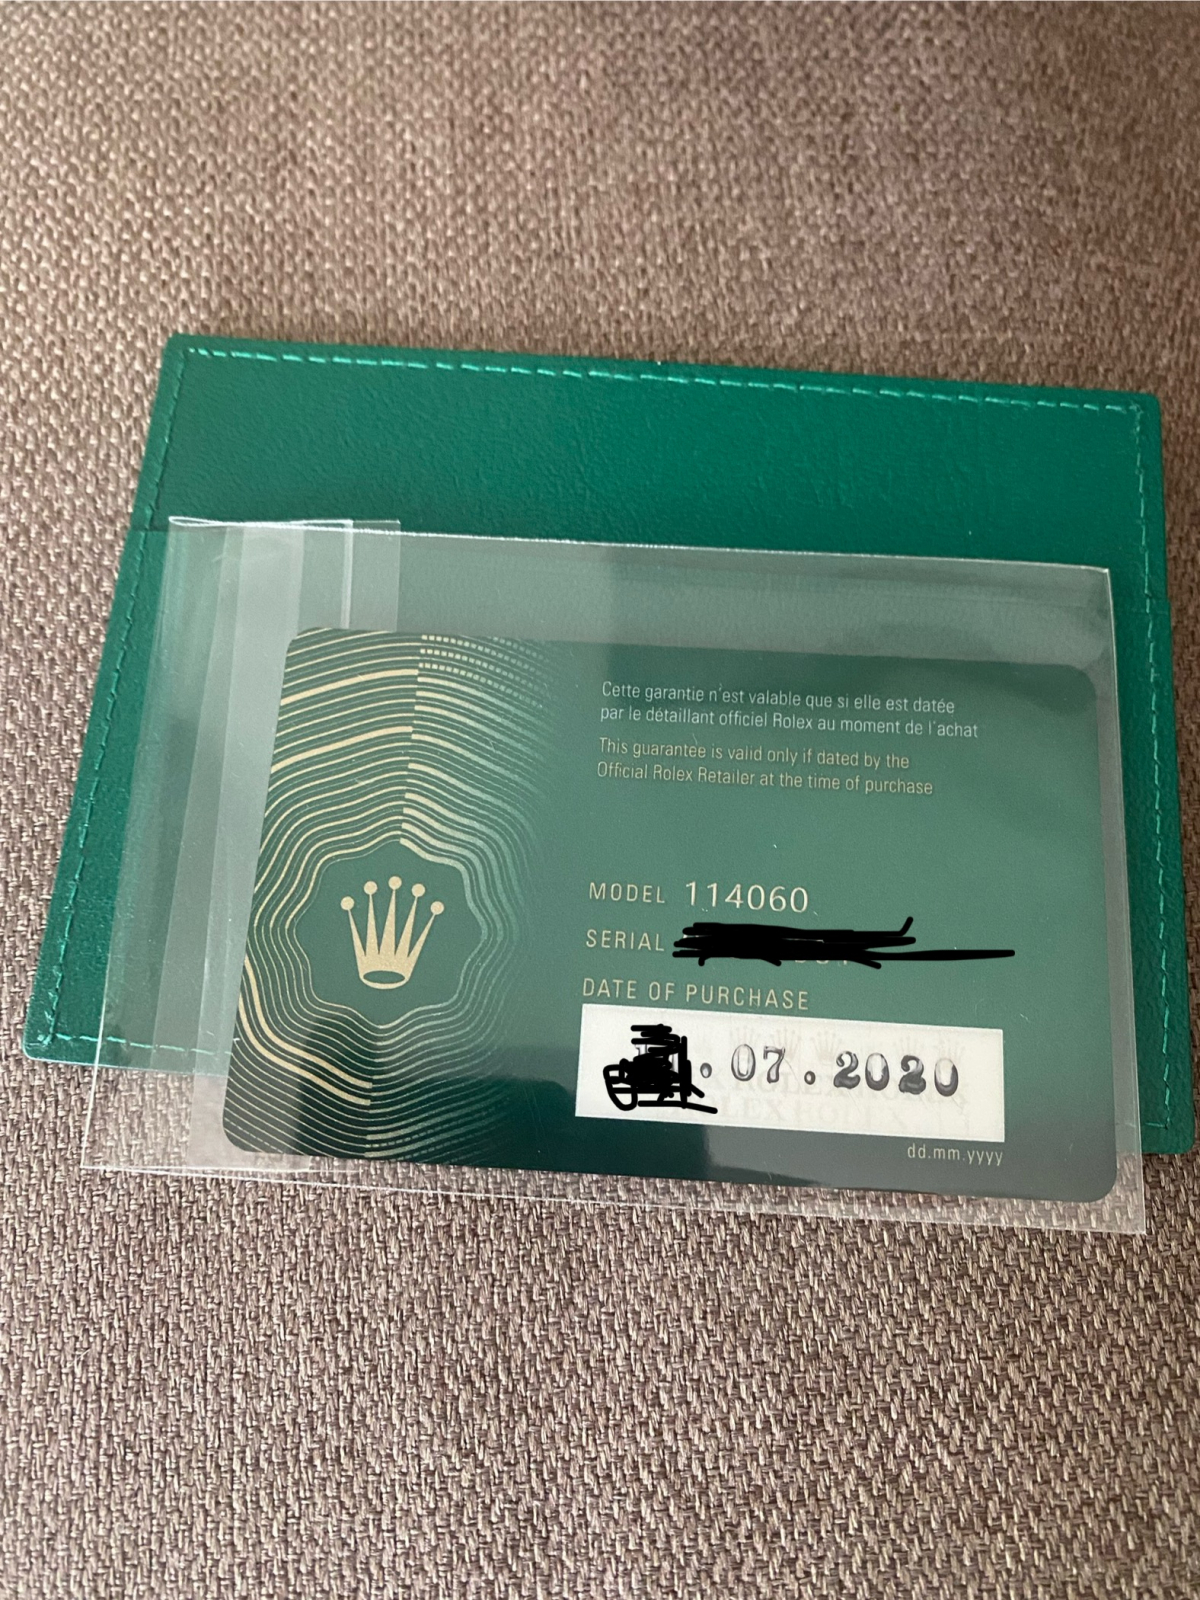 Cette garantie n'est valable que si elle est datée
par le détaillant officiel Rolex au moment de l'achat
This guarantee is valid only if dated by the
Official Rolex Retailer at the time of purchase
MODEL 114060
SERIAL
DATE OF PURCHASE
. 07 . 2020
dd.mm.yyyy